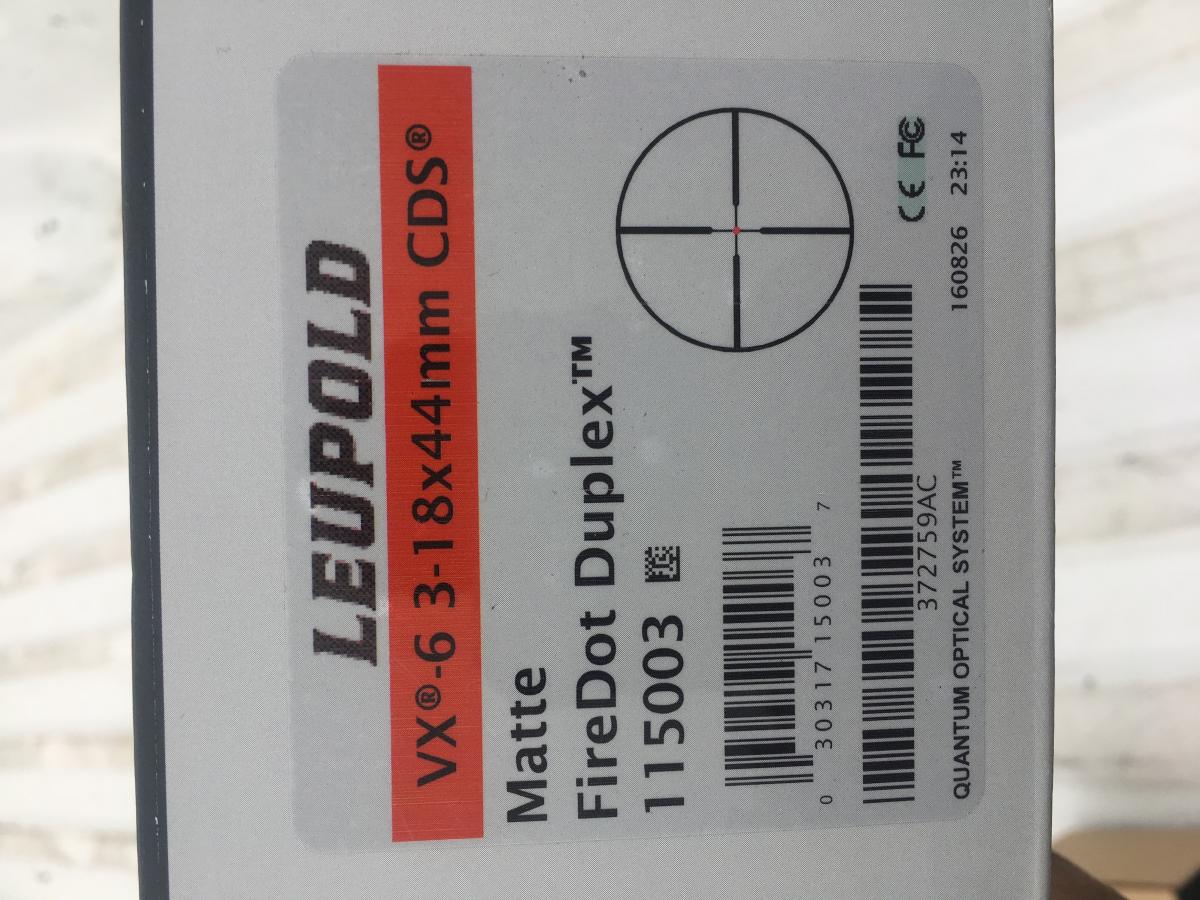 LEUPOLD
VX®-6 3-18x44mm CDS®
Matte
FireDot Duplex™
115003
0 30317 15003 7
372759AC
QUANTUM OPTICAL SYSTEM™ 160826 23:14
CE FC